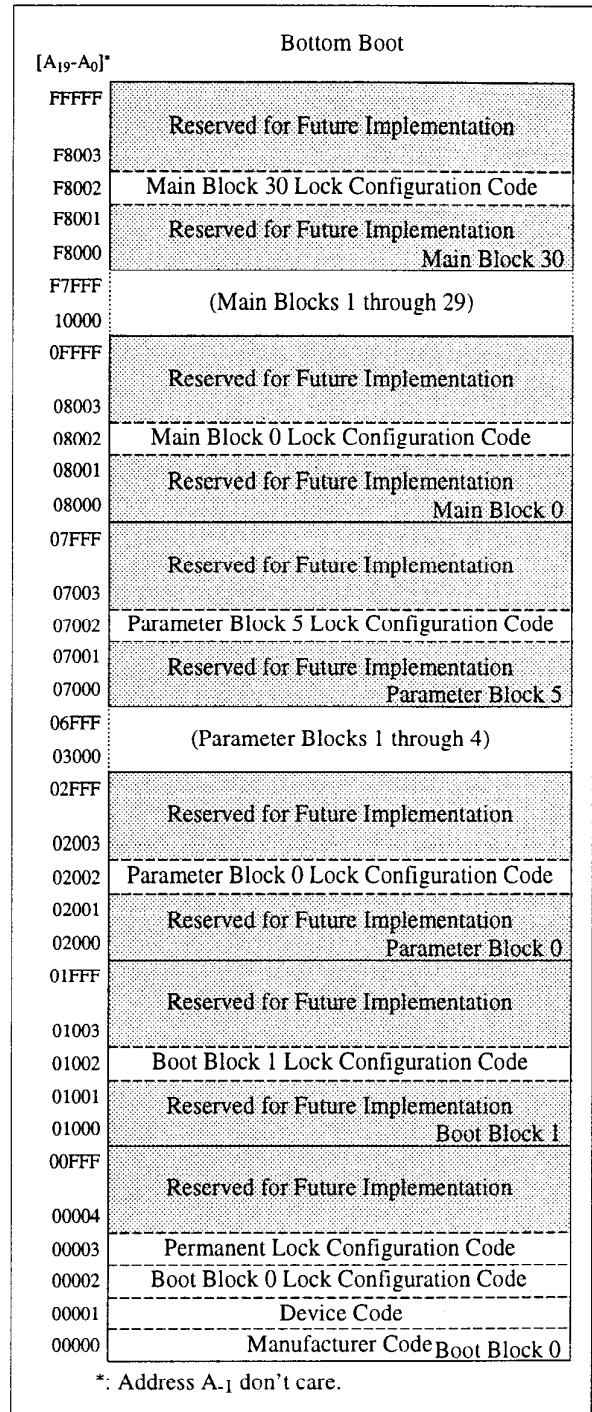 Bottom Boot
[A19-A0]*
FFFFF
Reserved for Future Implementation
F8003
F8002 Main Block 30 Lock Configuration Code
F8001
Reserved for Future Implementation
F8000 Main Block 30
F7FFF
(Main Blocks 1 through 29)
10000
0FFFF
Reserved for Future Implementation
08003
08002 Main Block 0 Lock Configuration Code
08001
Reserved for Future Implementation
08000 Main Block 0
07FFF
Reserved for Future Implementation
07003
07002 Parameter Block 5 Lock Configuration Code
07001
Reserved for Future Implementation
07000 Parameter Block 5
06FFF
(Parameter Blocks 1 through 4)
03000
02FFF
Reserved for Future Implementation
02003
02002 Parameter Block 0 Lock Configuration Code
02001
Reserved for Future Implementation
02000 Parameter Block 0
01FFF
Reserved for Future Implementation
01003
01002 Boot Block 1 Lock Configuration Code
01001
Reserved for Future Implementation
01000 Boot Block 1
00FFF
Reserved for Future Implementation
00004
00003 Permanent Lock Configuration Code
00002 Boot Block 0 Lock Configuration Code
00001 Device Code
00000 Manufacturer Code Boot Block 0
*: Address A-1 don't care.